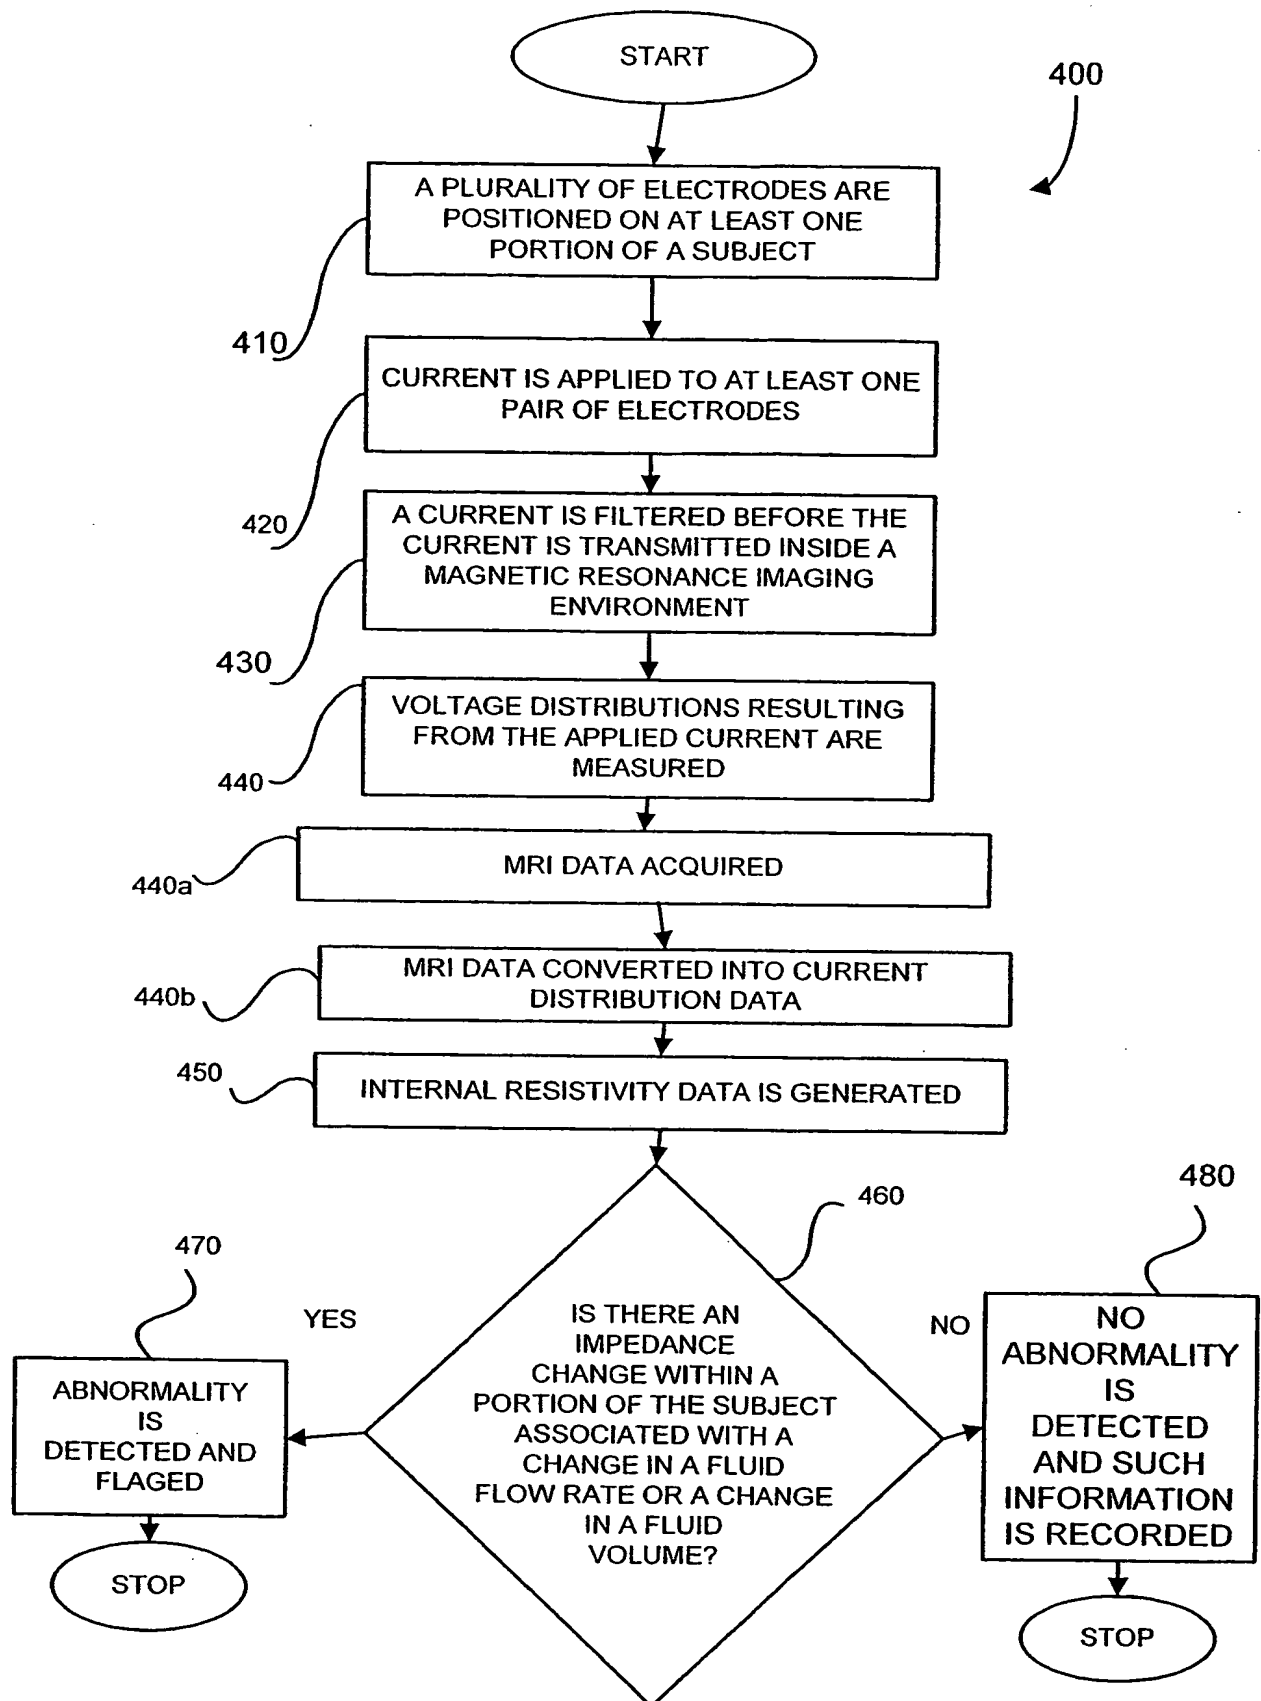 START
400
A PLURALITY OF ELECTRODES ARE
POSITIONED ON AT LEAST ONE
PORTION OF A SUBJECT
410
CURRENT IS APPLIED TO AT LEAST ONE
PAIR OF ELECTRODES
420
A CURRENT IS FILTERED BEFORE THE
CURRENT IS TRANSMITTED INSIDE A
MAGNETIC RESONANCE IMAGING
ENVIRONMENT
430
VOLTAGE DISTRIBUTIONS RESULTING
FROM THE APPLIED CURRENT ARE
MEASURED
440
MRI DATA ACQUIRED
440a
MRI DATA CONVERTED INTO CURRENT
DISTRIBUTION DATA
440b
450
INTERNAL RESISTIVITY DATA IS GENERATED
460
IS THERE AN
IMPEDANCE
CHANGE WITHIN A
PORTION OF THE SUBJECT
ASSOCIATED WITH A
CHANGE IN A FLUID
FLOW RATE OR A CHANGE
IN A FLUID
VOLUME?
470
YES
ABNORMALITY
IS
DETECTED AND
FLAGED
STOP
480
NO
NO
ABNORMALITY
IS
DETECTED
AND SUCH
INFORMATION
IS RECORDED
STOP